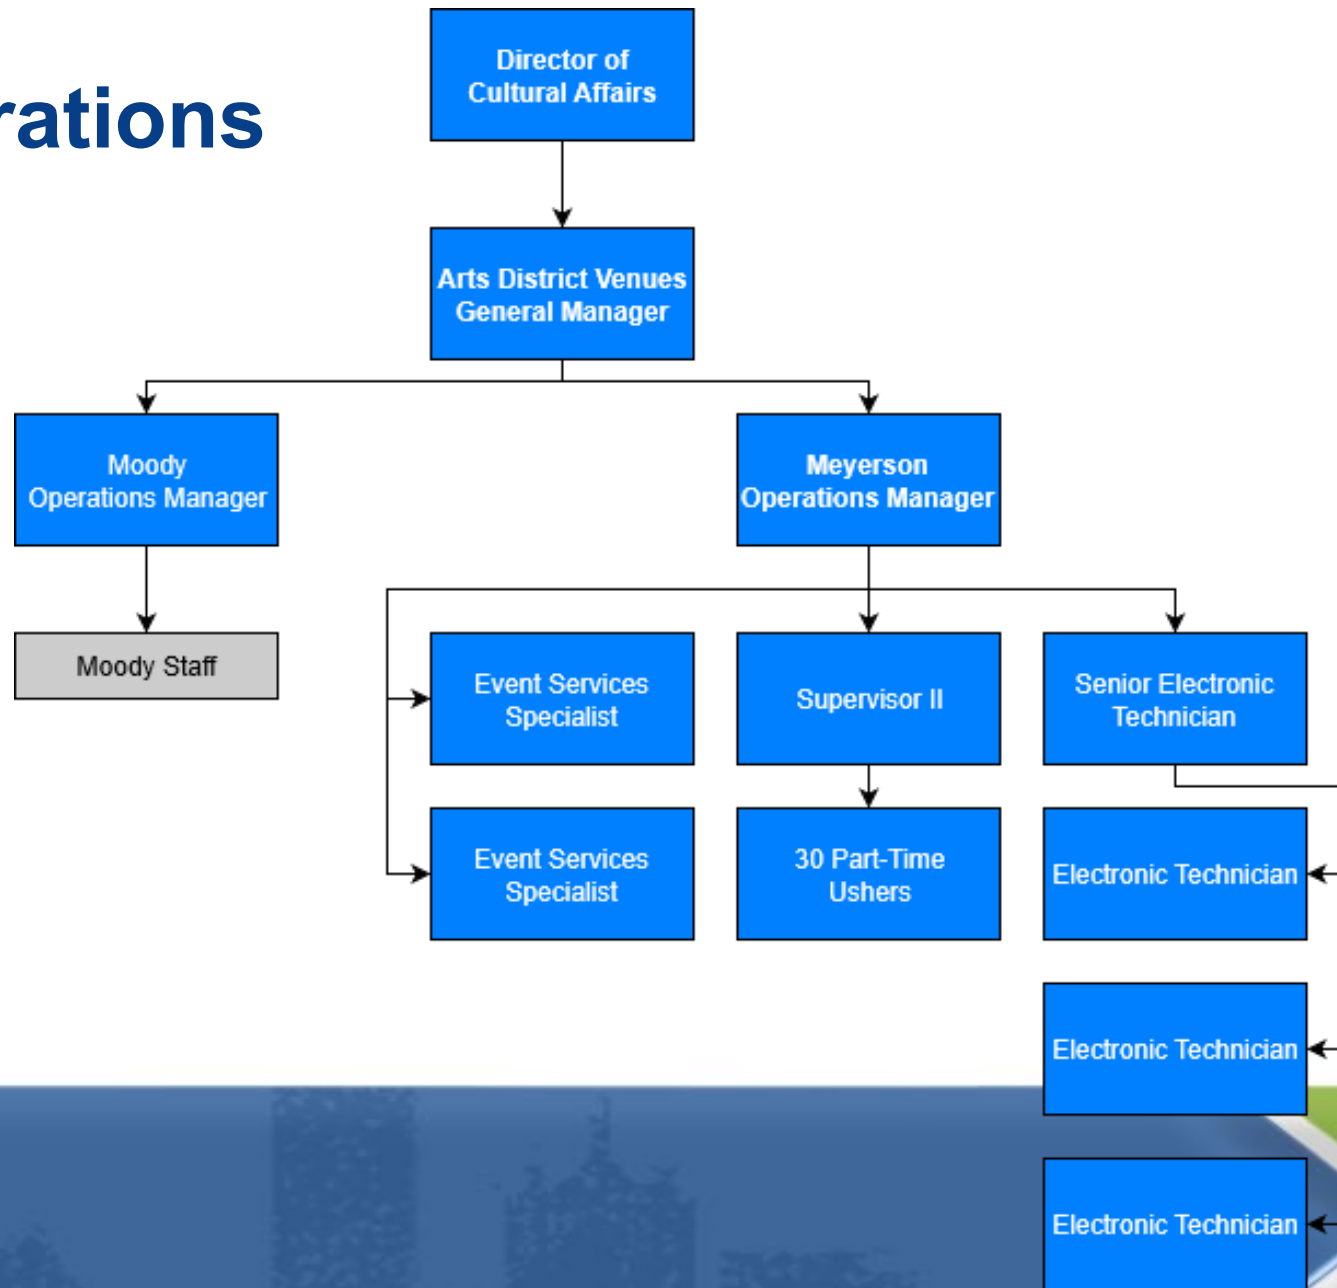 rations
Director of
Cultural Affairs
Arts District Venues
General Manager
Moody
Operations Manager
Meyerson
Operations Manager
Moody Staff
Event Services
Specialist
Supervisor II
Senior Electronic
Technician
Event Services
Specialist
30 Part-Time
Ushers
Electronic Technician
Electronic Technician
Electronic Technician